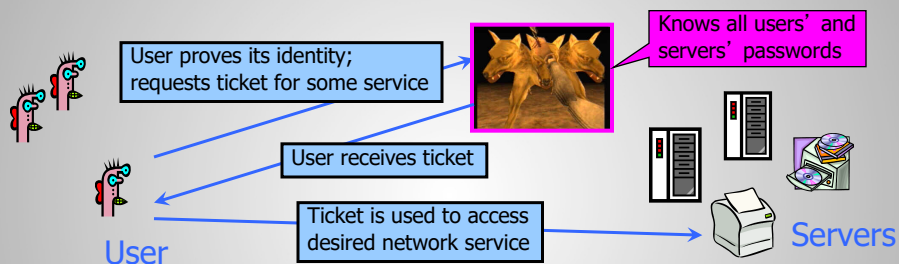 Knows all users' and
servers' passwords
User proves its identity;
requests ticket for some service
User receives ticket
Ticket is used to access
desired network service
User
Servers